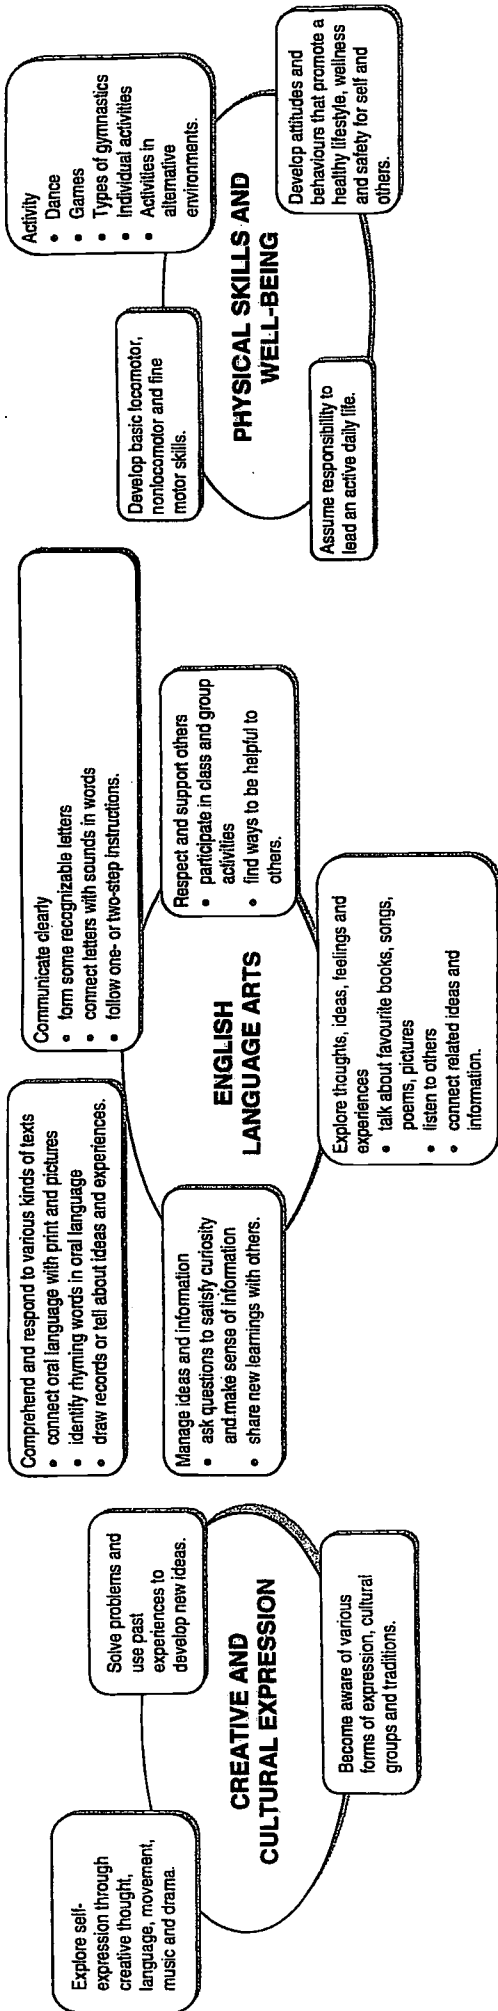 Explore self-
expression through
creative thought,
language, movement,
music and drama.
Solve problems and
use past
experiences to
develop new ideas.
CREATIVE AND
CULTURAL EXPRESSION
Become aware of various
forms of expression, cultural
groups and traditions.
Comprehend and respond to various kinds of texts
• connect oral language with print and pictures
• identify rhyming words in oral language
• draw records or tell about ideas and experiences.
Communicate clearly
• form some recognizable letters
• connect letters with sounds in words
• follow one- or two-step instructions.
Manage ideas and information
• ask questions to satisfy curiosity
and make sense of information
• share new learnings with others.
ENGLISH
LANGUAGE ARTS
Respect and support others
• participate in class and group
activities
• find ways to be helpful to
others.
Explore thoughts, ideas, feelings and
experiences
• talk about favourite books, songs,
poems, pictures
• listen to others
• connect related ideas and
information.
Activity
• Dance
• Games
• Types of gymnastics
• Individual activities
• Activities in
alternative
environments.
Develop basic locomotor,
nonlocomotor and fine
motor skills.
PHYSICAL SKILLS AND
WELL-BEING
Assume responsibility to
lead an active daily life.
Develop attitudes and
behaviours that promote a
healthy lifestyle, wellness
and safety for self and
others.